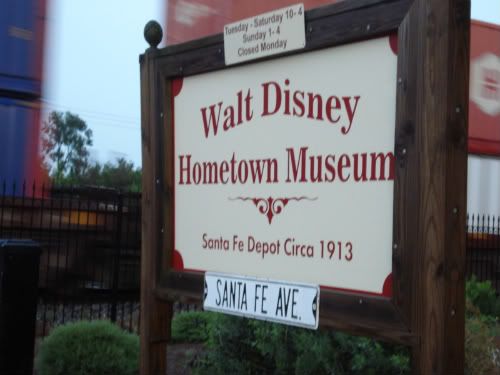 Tuesday - Saturday 10-4
Sunday 1-4
Closed Monday
Walt Disney
Hometown Museum
Santa Fe Depot Circa 1913
SANTA FE AVE.